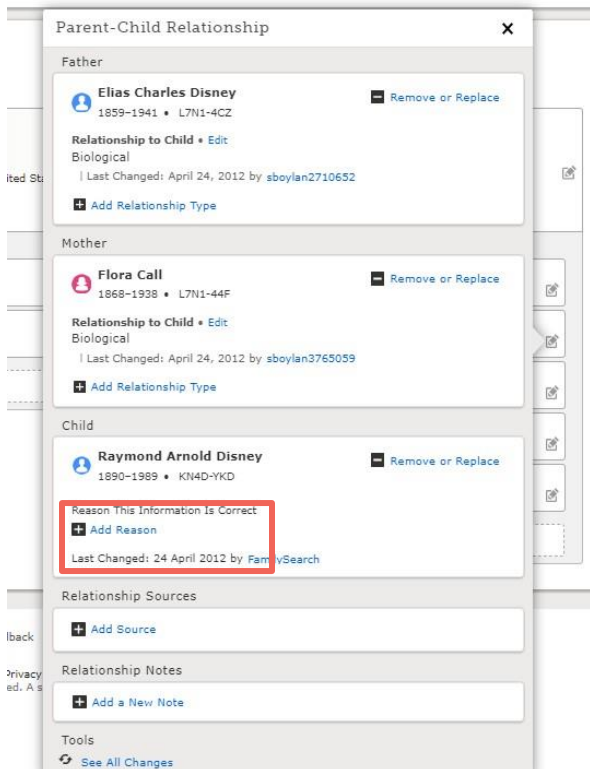 Parent-Child Relationship
Father
Elias Charles Disney
Remove or Replace
1859–1941 • L7N1-4CZ
Relationship to Child • Edit
Biological
| Last Changed: April 24, 2012 by sboylan2710652
Add Relationship Type
Mother
Flora Call
Remove or Replace
1868–1938 • L7N1-44F
Relationship to Child • Edit
Biological
| Last Changed: April 24, 2012 by sboylan3765059
Add Relationship Type
Child
Raymond Arnold Disney
Remove or Replace
1890–1989 • KN4D-YKD
Reason This Information Is Correct
Add Reason
Last Changed: 24 April 2012 by FamilySearch
Relationship Sources
Add Source
Relationship Notes
Add a New Note
Tools
See All Changes
ited Sta
lback
Privacy
ed. A s